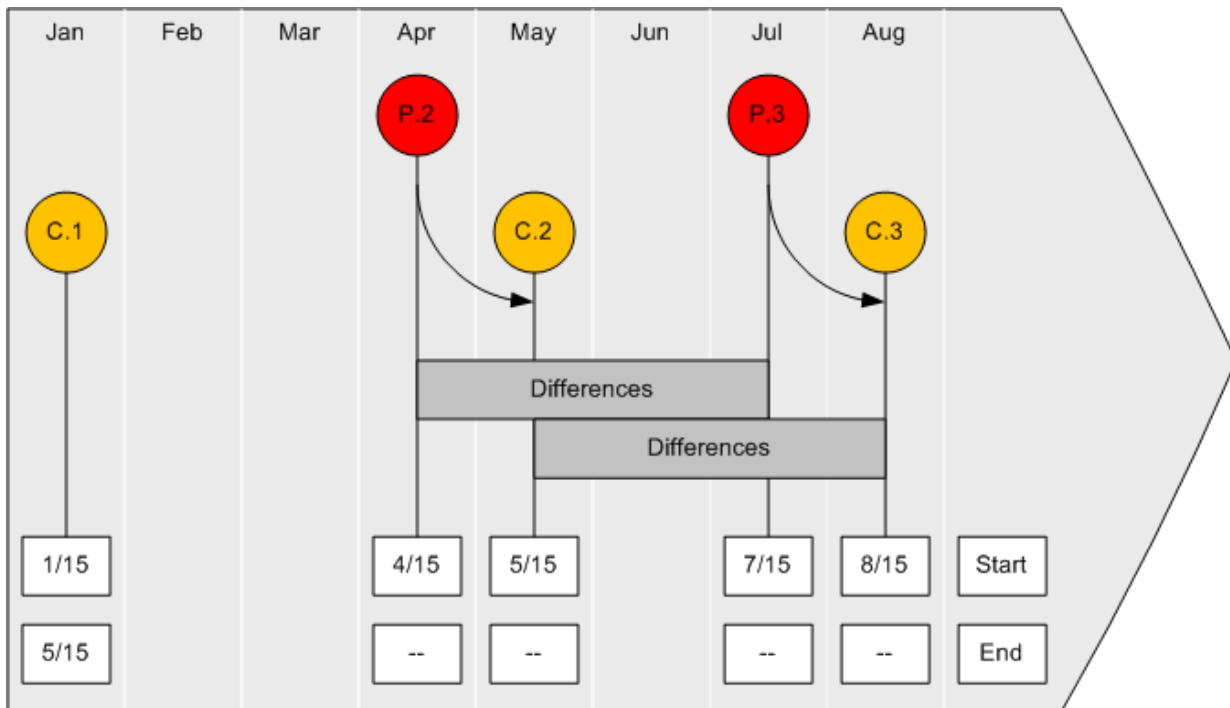 Jan Feb Mar Apr May Jun Jul Aug
P.2 P.3
C.1 C.2 C.3
Differences
Differences
1/15 4/15 5/15 7/15 8/15 Start
5/15 -- -- -- -- End